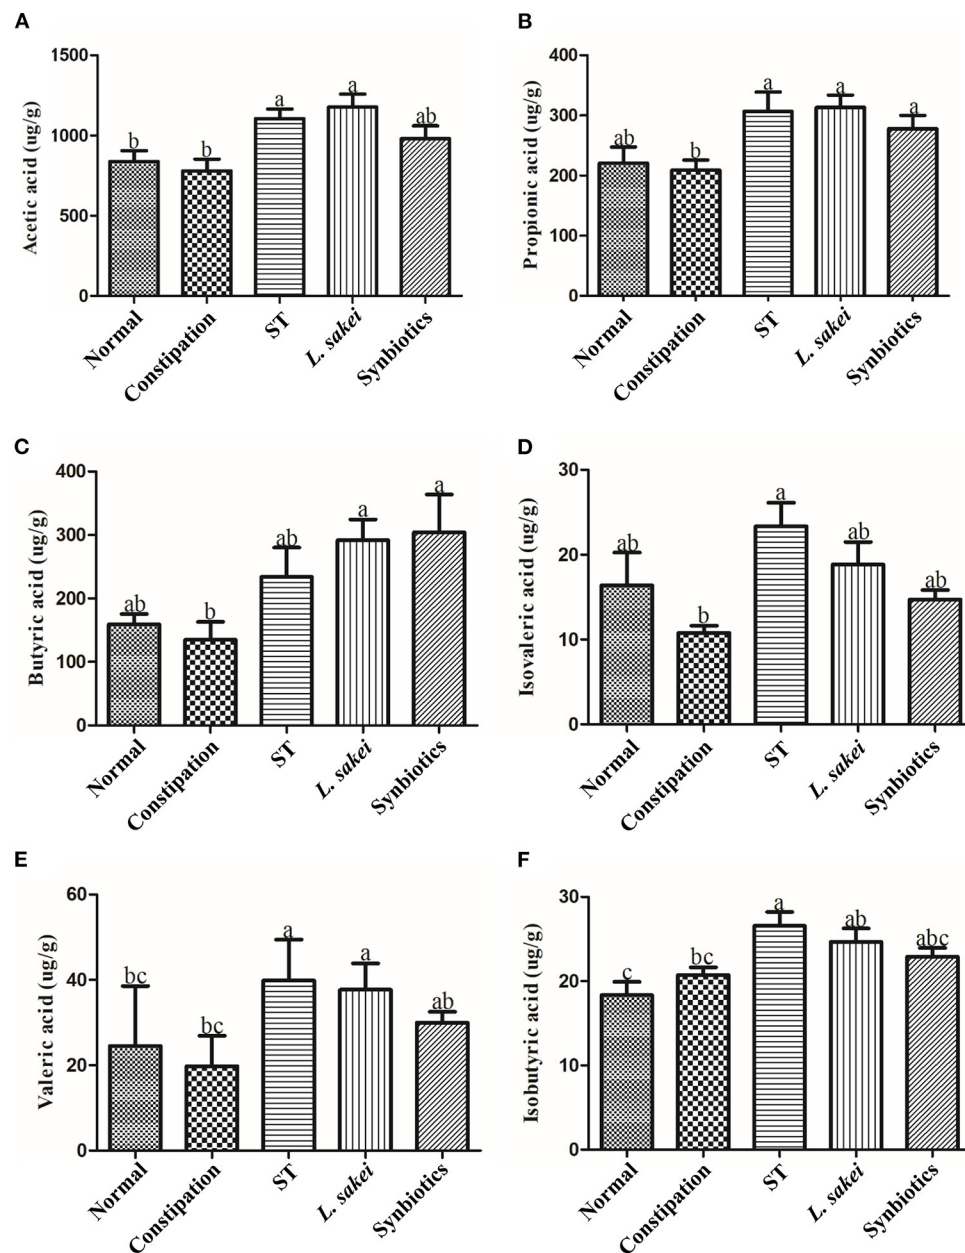 A
Acetic acid (ug/g)
1500
1000
500
0
b
b
a
a
ab
Normal
Constipation
ST
L. sakei
Synbiotics
B
Propionic acid (ug/g)
400
300
200
100
0
ab
b
a
a
a
Normal
Constipation
ST
L. sakei
Synbiotics
C
Butyric acid (ug/g)
400
300
200
100
0
ab
b
ab
a
a
Normal
Constipation
ST
L. sakei
Synbiotics
D
Isovaleric acid (ug/g)
30
20
10
0
ab
b
a
ab
ab
Normal
Constipation
ST
L. sakei
Synbiotics
E
Valeric acid (ug/g)
60
40
20
0
bc
bc
a
a
ab
Normal
Constipation
ST
L. sakei
Synbiotics
F
Isobutyric acid (ug/g)
30
20
10
0
c
bc
a
ab
abc
Normal
Constipation
ST
L. sakei
Synbiotics